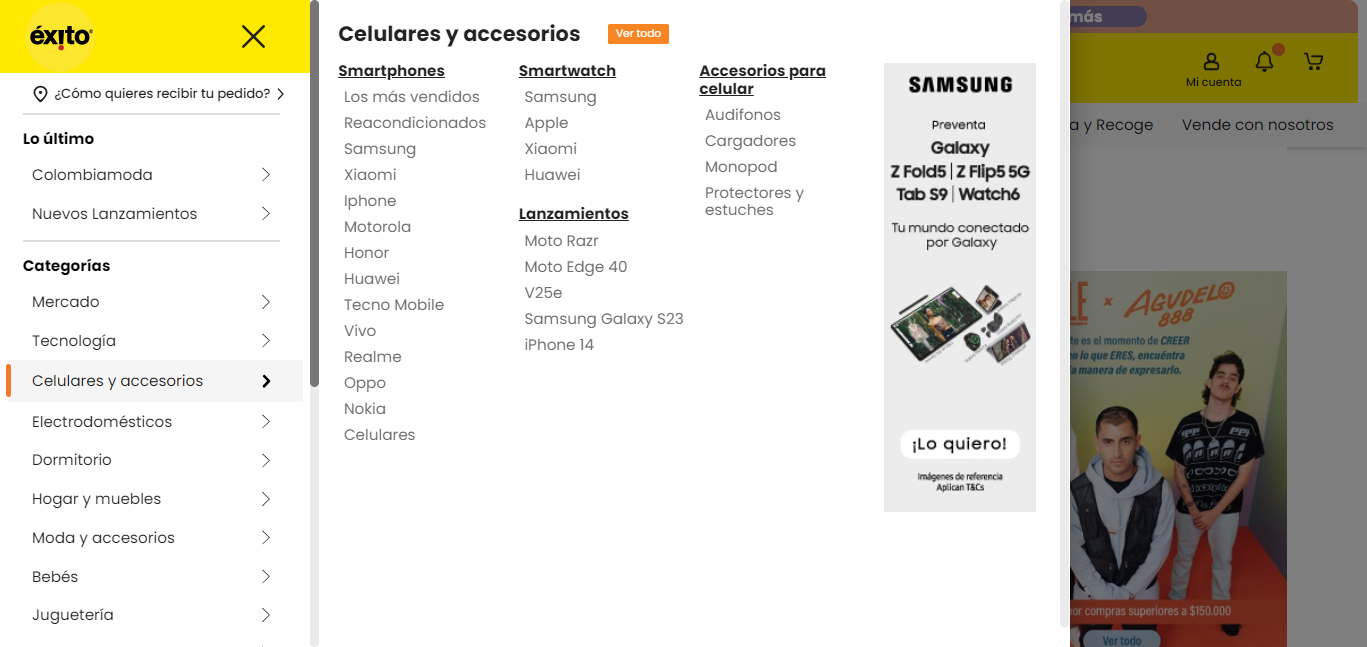 éxito
¿Cómo quieres recibir tu pedido?
Lo último
Colombiamoda
Nuevos Lanzamientos
Categorías
Mercado
Tecnología
Celulares y accesorios
Electrodomésticos
Dormitorio
Hogar y muebles
Moda y accesorios
Bebés
Juguetería
Celulares y accesorios
Ver todo
Smartphones
Los más vendidos
Reacondicionados
Samsung
Xiaomi
Iphone
Motorola
Honor
Huawei
Tecno Mobile
Vivo
Realme
Oppo
Nokia
Celulares
Smartwatch
Samsung
Apple
Xiaomi
Huawei
Lanzamientos
Moto Razr
Moto Edge 40
V25e
Samsung Galaxy S23
iPhone 14
Accesorios para
celular
Audifonos
Cargadores
Monopod
Protectores y
estuches
SAMSUNG
Preventa
Galaxy
Z Fold5 | Z Flip5 5G
Tab S9 | Watch6
Tu mundo conectado
por Galaxy
¡Lo quiero!
Imágenes de referencia
Aplican T&Cs
más
Mi cuenta
a y Recoge
Vende con nosotros
x AGUDELO
888
te es el momento de CREER
en lo que ERES, encuéntra
la manera de expresarlo.
por compras superiores a $150.000
Ver todo